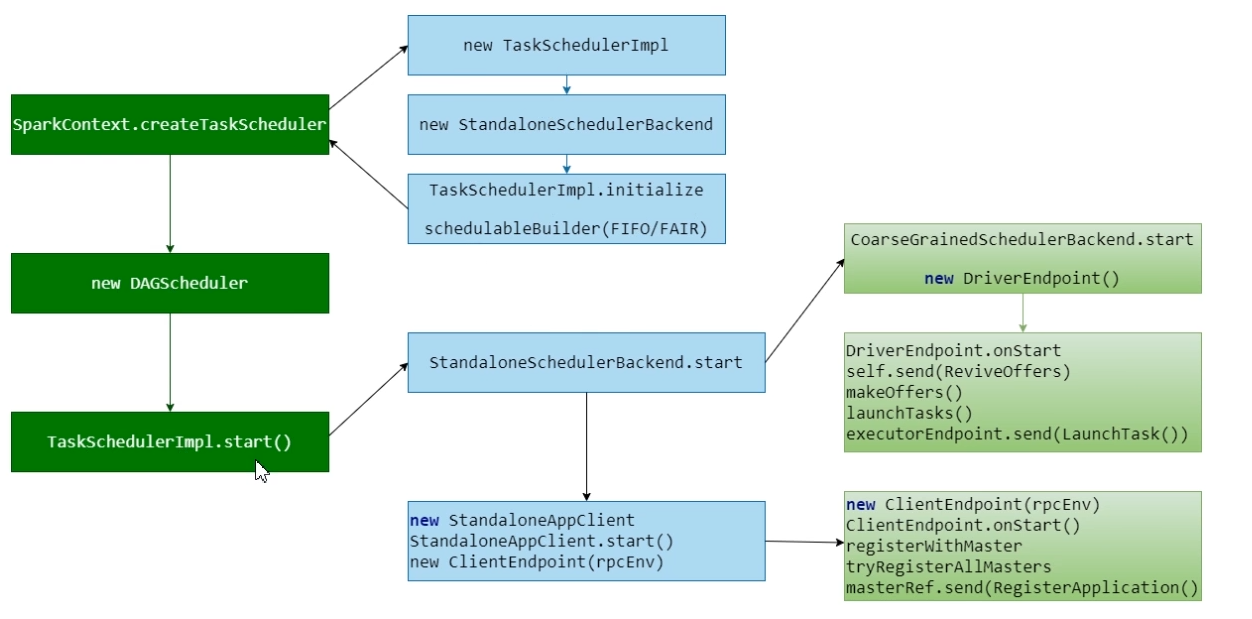 new TaskSchedulerImpl
SparkContext.createTaskScheduler
new StandaloneSchedulerBackend
TaskSchedulerImpl.initialize
schedulableBuilder(FIFO/FAIR)
new DAGScheduler
CoarseGrainedSchedulerBackend.start
new DriverEndpoint()
StandaloneSchedulerBackend.start
DriverEndpoint.onStart
self.send(ReviveOffers)
makeOffers()
launchTasks()
executorEndpoint.send(LaunchTask())
TaskSchedulerImpl.start()
new StandaloneAppClient
StandaloneAppClient.start()
new ClientEndpoint(rpcEnv)
new ClientEndpoint(rpcEnv)
ClientEndpoint.onStart()
registerWithMaster
tryRegisterAllMasters
masterRef.send(RegisterApplication()